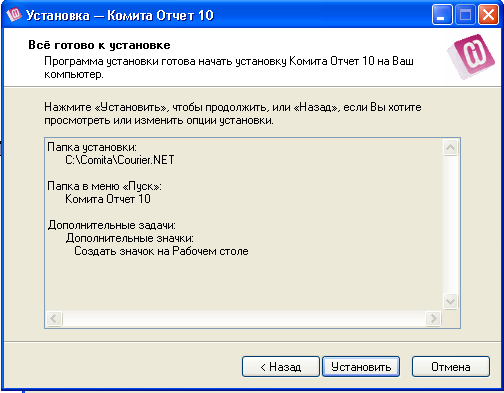 Установка — Комита Отчет 10
Всё готово к установке
Программа установки готова начать установку Комита Отчет 10 на Ваш
компьютер.
Нажмите «Установить», чтобы продолжить, или «Назад», если Вы хотите
просмотреть или изменить опции установки.
Папка установки:
C:\Comita\Courier.NET
Папка в меню «Пуск»:
Комита Отчет 10
Дополнительные задачи:
Дополнительные значки:
Создать значок на Рабочем столе
< Назад
Установить
Отмена